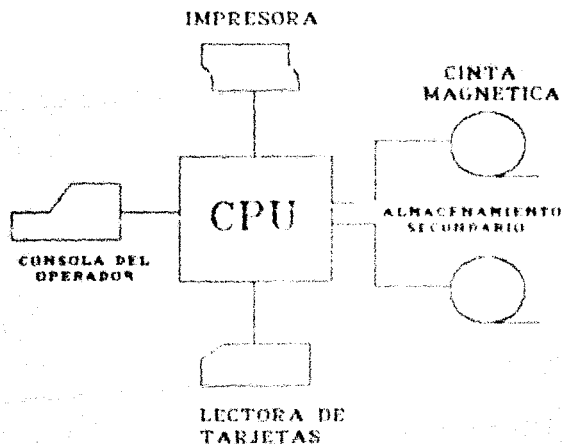 IMPRESORA
CINTA
MAGNETICA
CPU
ALMACENAMIENTO
SECUNDARIO
CONSOLA DEL
OPERADOR
LECTORA DE
TARJETAS